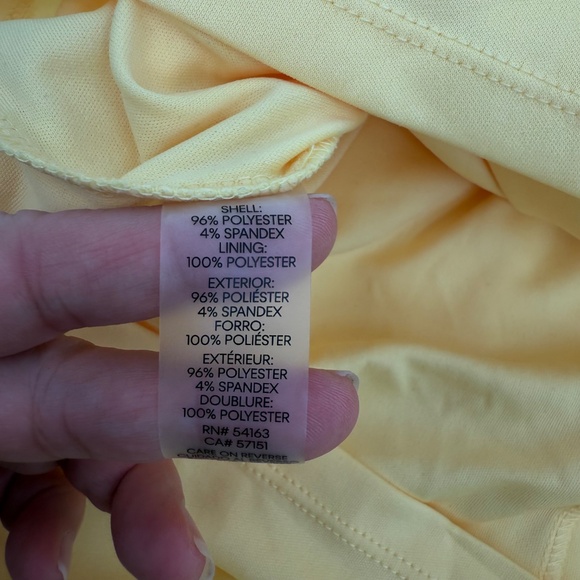 SHELL:
96% POLYESTER
4% SPANDEX
LINING:
100% POLYESTER
EXTERIOR:
96% POLIÉSTER
4% SPANDEX
FORRO:
100% POLIÉSTER
EXTÉRIEUR:
96% POLYESTER
4% SPANDEX
DOUBLURE:
100% POLYESTER
RN# 54163
CA# 57151
CARE ON REVERSE